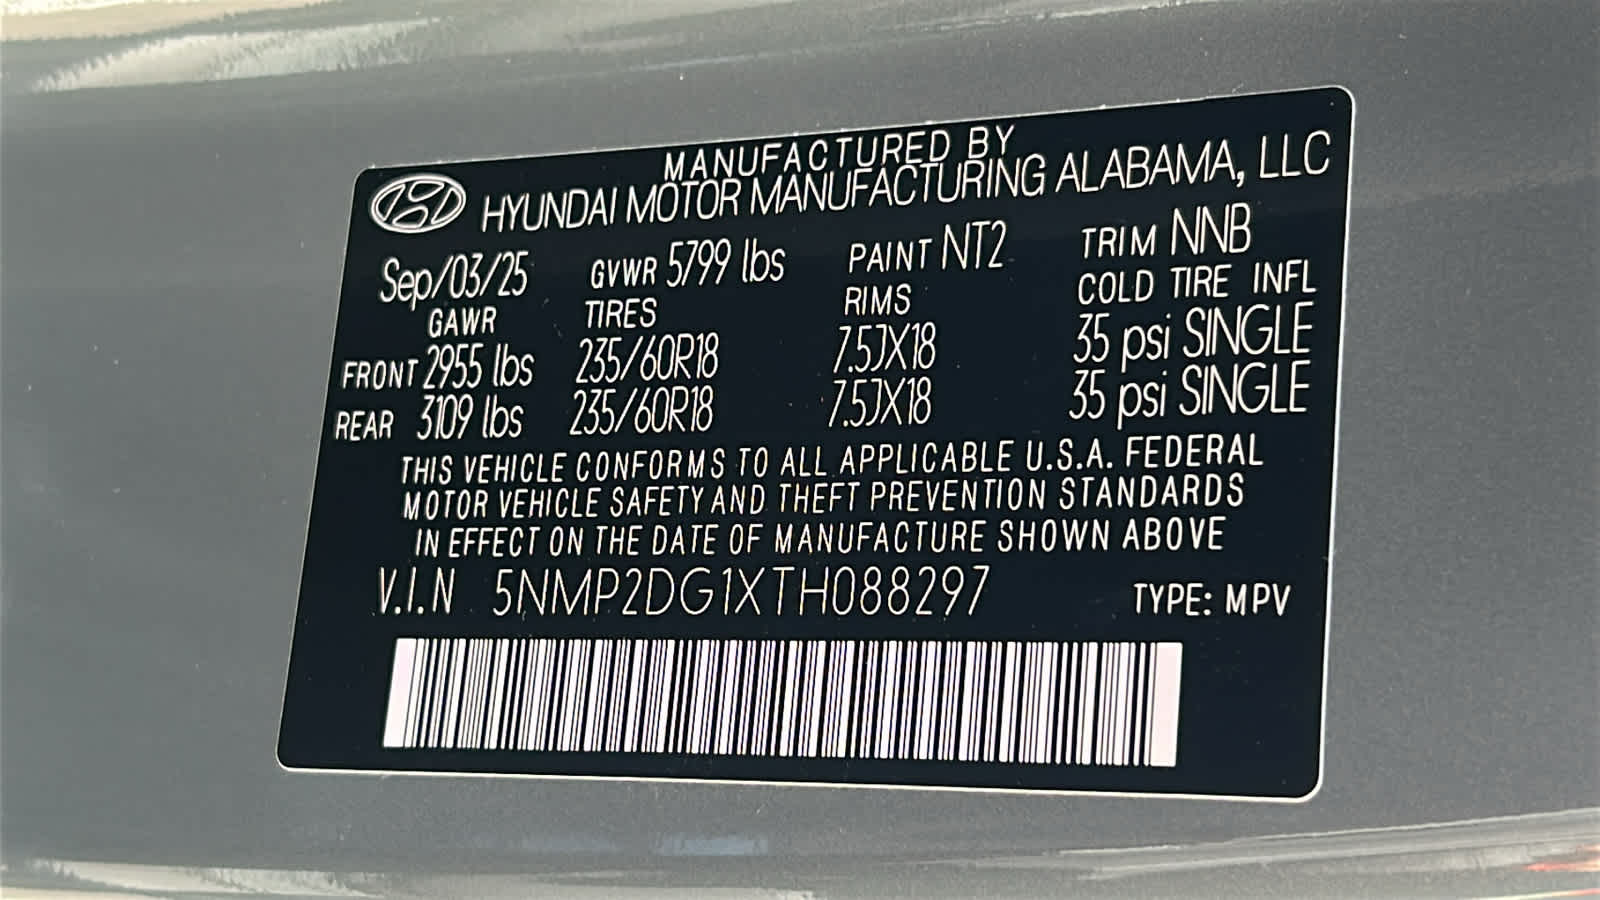 MANUFACTURED BY
HYUNDAI MOTOR MANUFACTURING ALABAMA, LLC
Sep/03/25 GVWR 5799 lbs PAINT NT2 TRIM NNB
GAWR TIRES RIMS COLD TIRE INFL
FRONT 2955 lbs 235/60R18 7.5JX18 35 psi SINGLE
REAR 3109 lbs 235/60R18 7.5JX18 35 psi SINGLE
THIS VEHICLE CONFORMS TO ALL APPLICABLE U.S.A. FEDERAL
MOTOR VEHICLE SAFETY AND THEFT PREVENTION STANDARDS
IN EFFECT ON THE DATE OF MANUFACTURE SHOWN ABOVE
V.I.N 5NMP2DG1XTH088297 TYPE: MPV